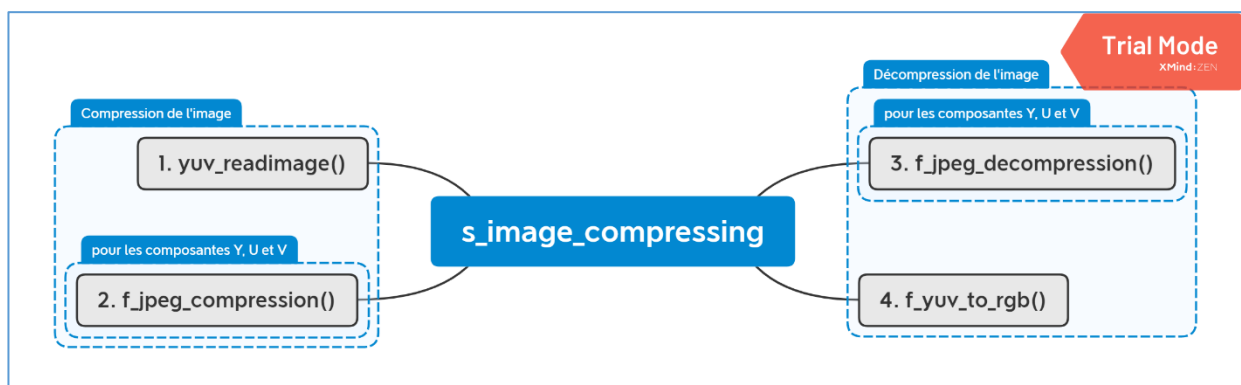 Trial Mode
XMind:ZEN
Compression de l'image
1. yuv_readimage()
pour les composantes Y, U et V
2. f_jpeg_compression()
s_image_compressing
Décompression de l'image
pour les composantes Y, U et V
3. f_jpeg_decompression()
4. f_yuv_to_rgb()